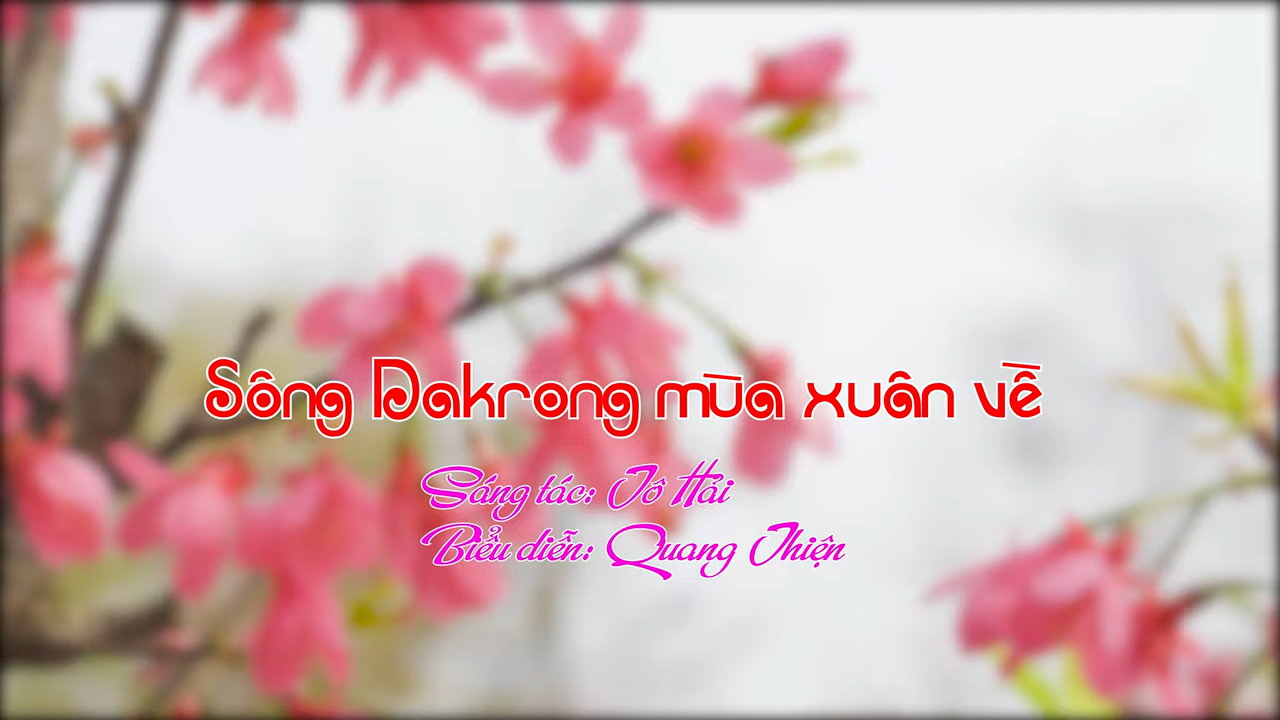 Sông Dakrong mùa xuân về
Sáng tác: Tô Hải
Biểu diễn: Quang Thiện